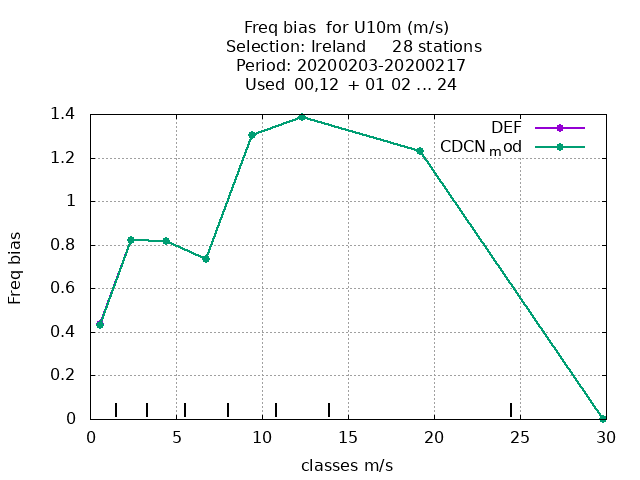 Freq bias  for U10m (m/s)
Selection: Ireland     28 stations
Period: 20200203-20200217
Used  00,12  + 01 02 ... 24
DEF
CDCN_mod
1.4
1.2
1
0.8
0.6
0.4
0.2
0
Freq bias
0 5 10 15 20 25 30
classes m/s